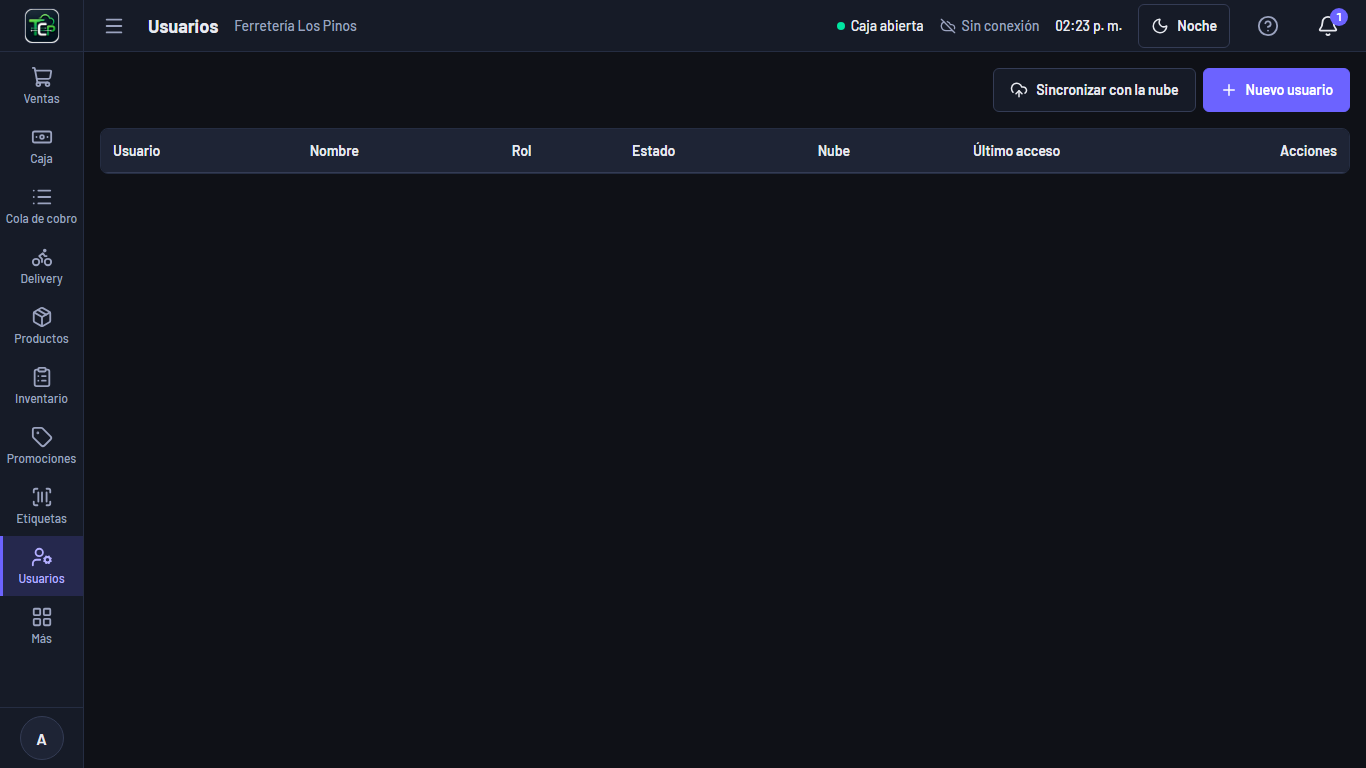 TCP
Usuarios
Ferretería Los Pinos
Caja abierta
Sin conexión
02:23 p. m.
Noche
1
Ventas
Caja
Cola de cobro
Delivery
Productos
Inventario
Promociones
Etiquetas
Usuarios
Más
A
Sincronizar con la nube
Nuevo usuario
Usuario
Nombre
Rol
Estado
Nube
Último acceso
Acciones